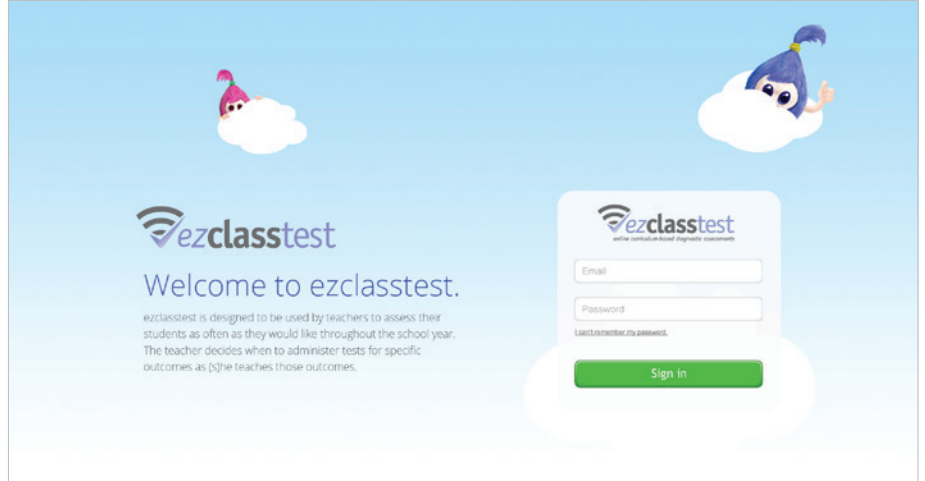 ezclasstest
Welcome to ezclasstest.
ezclasstest is designed to be used by teachers to assess their
students as often as they would like throughout the school year.
The teacher decides when to administer tests for specific
outcomes as (s)he teaches those outcomes.
ezclasstest
online curriculum-based diagnostic assessments
Email
Password
I can't remember my password.
Sign in